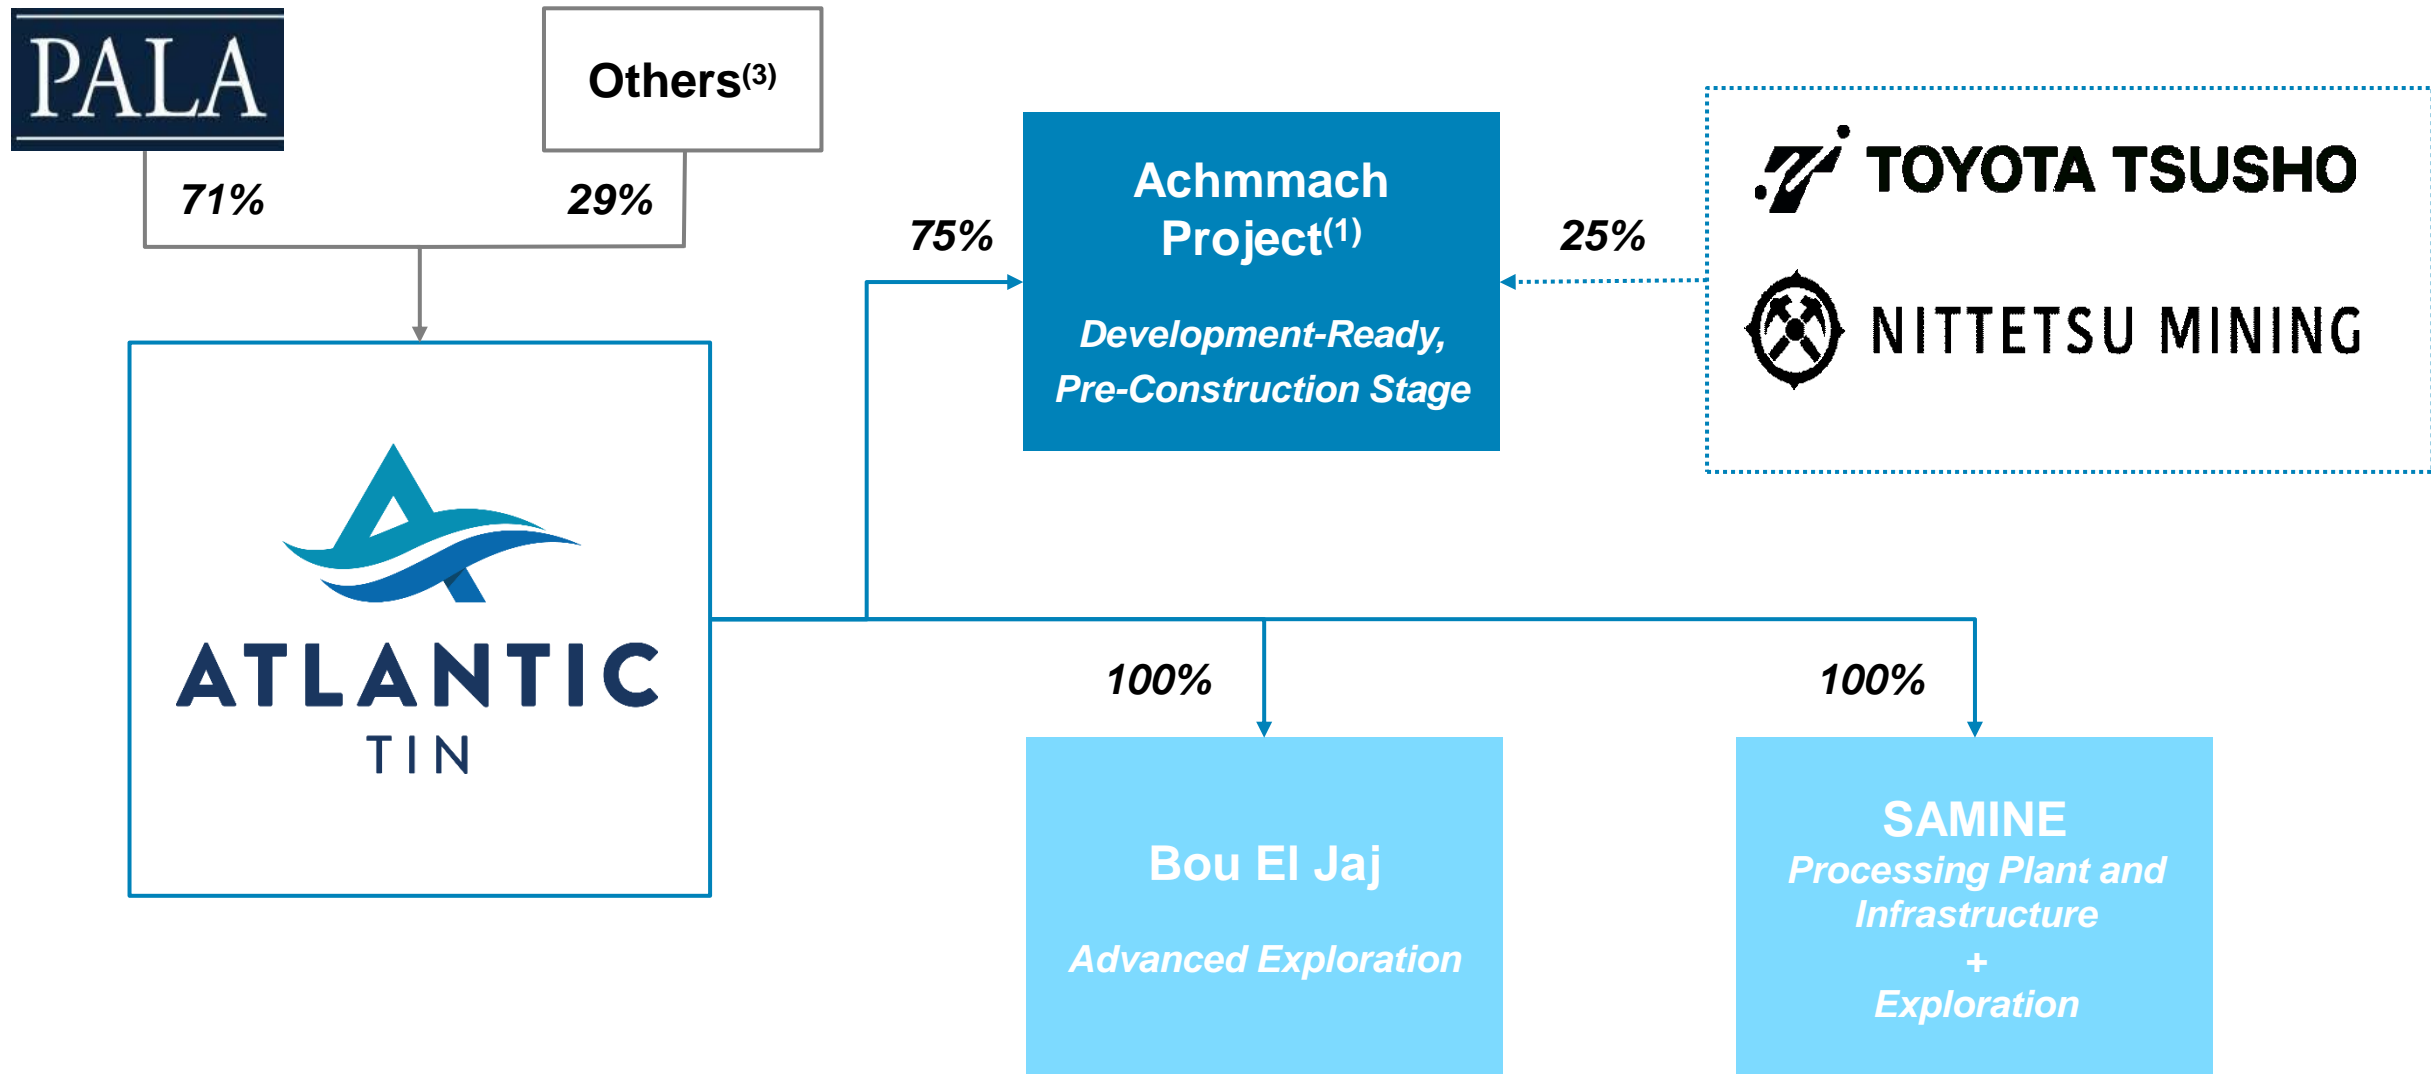 PALA
Others(3)
71%
29%
Achmmach
Project(1)
Development-Ready,
Pre-Construction Stage
75%
25%
TOYOTA TSUSHO
NITTETSU MINING
ATLANTIC
TIN
100%
100%
Bou El Jaj
Advanced Exploration
SAMINE
Processing Plant and
Infrastructure
+
Exploration